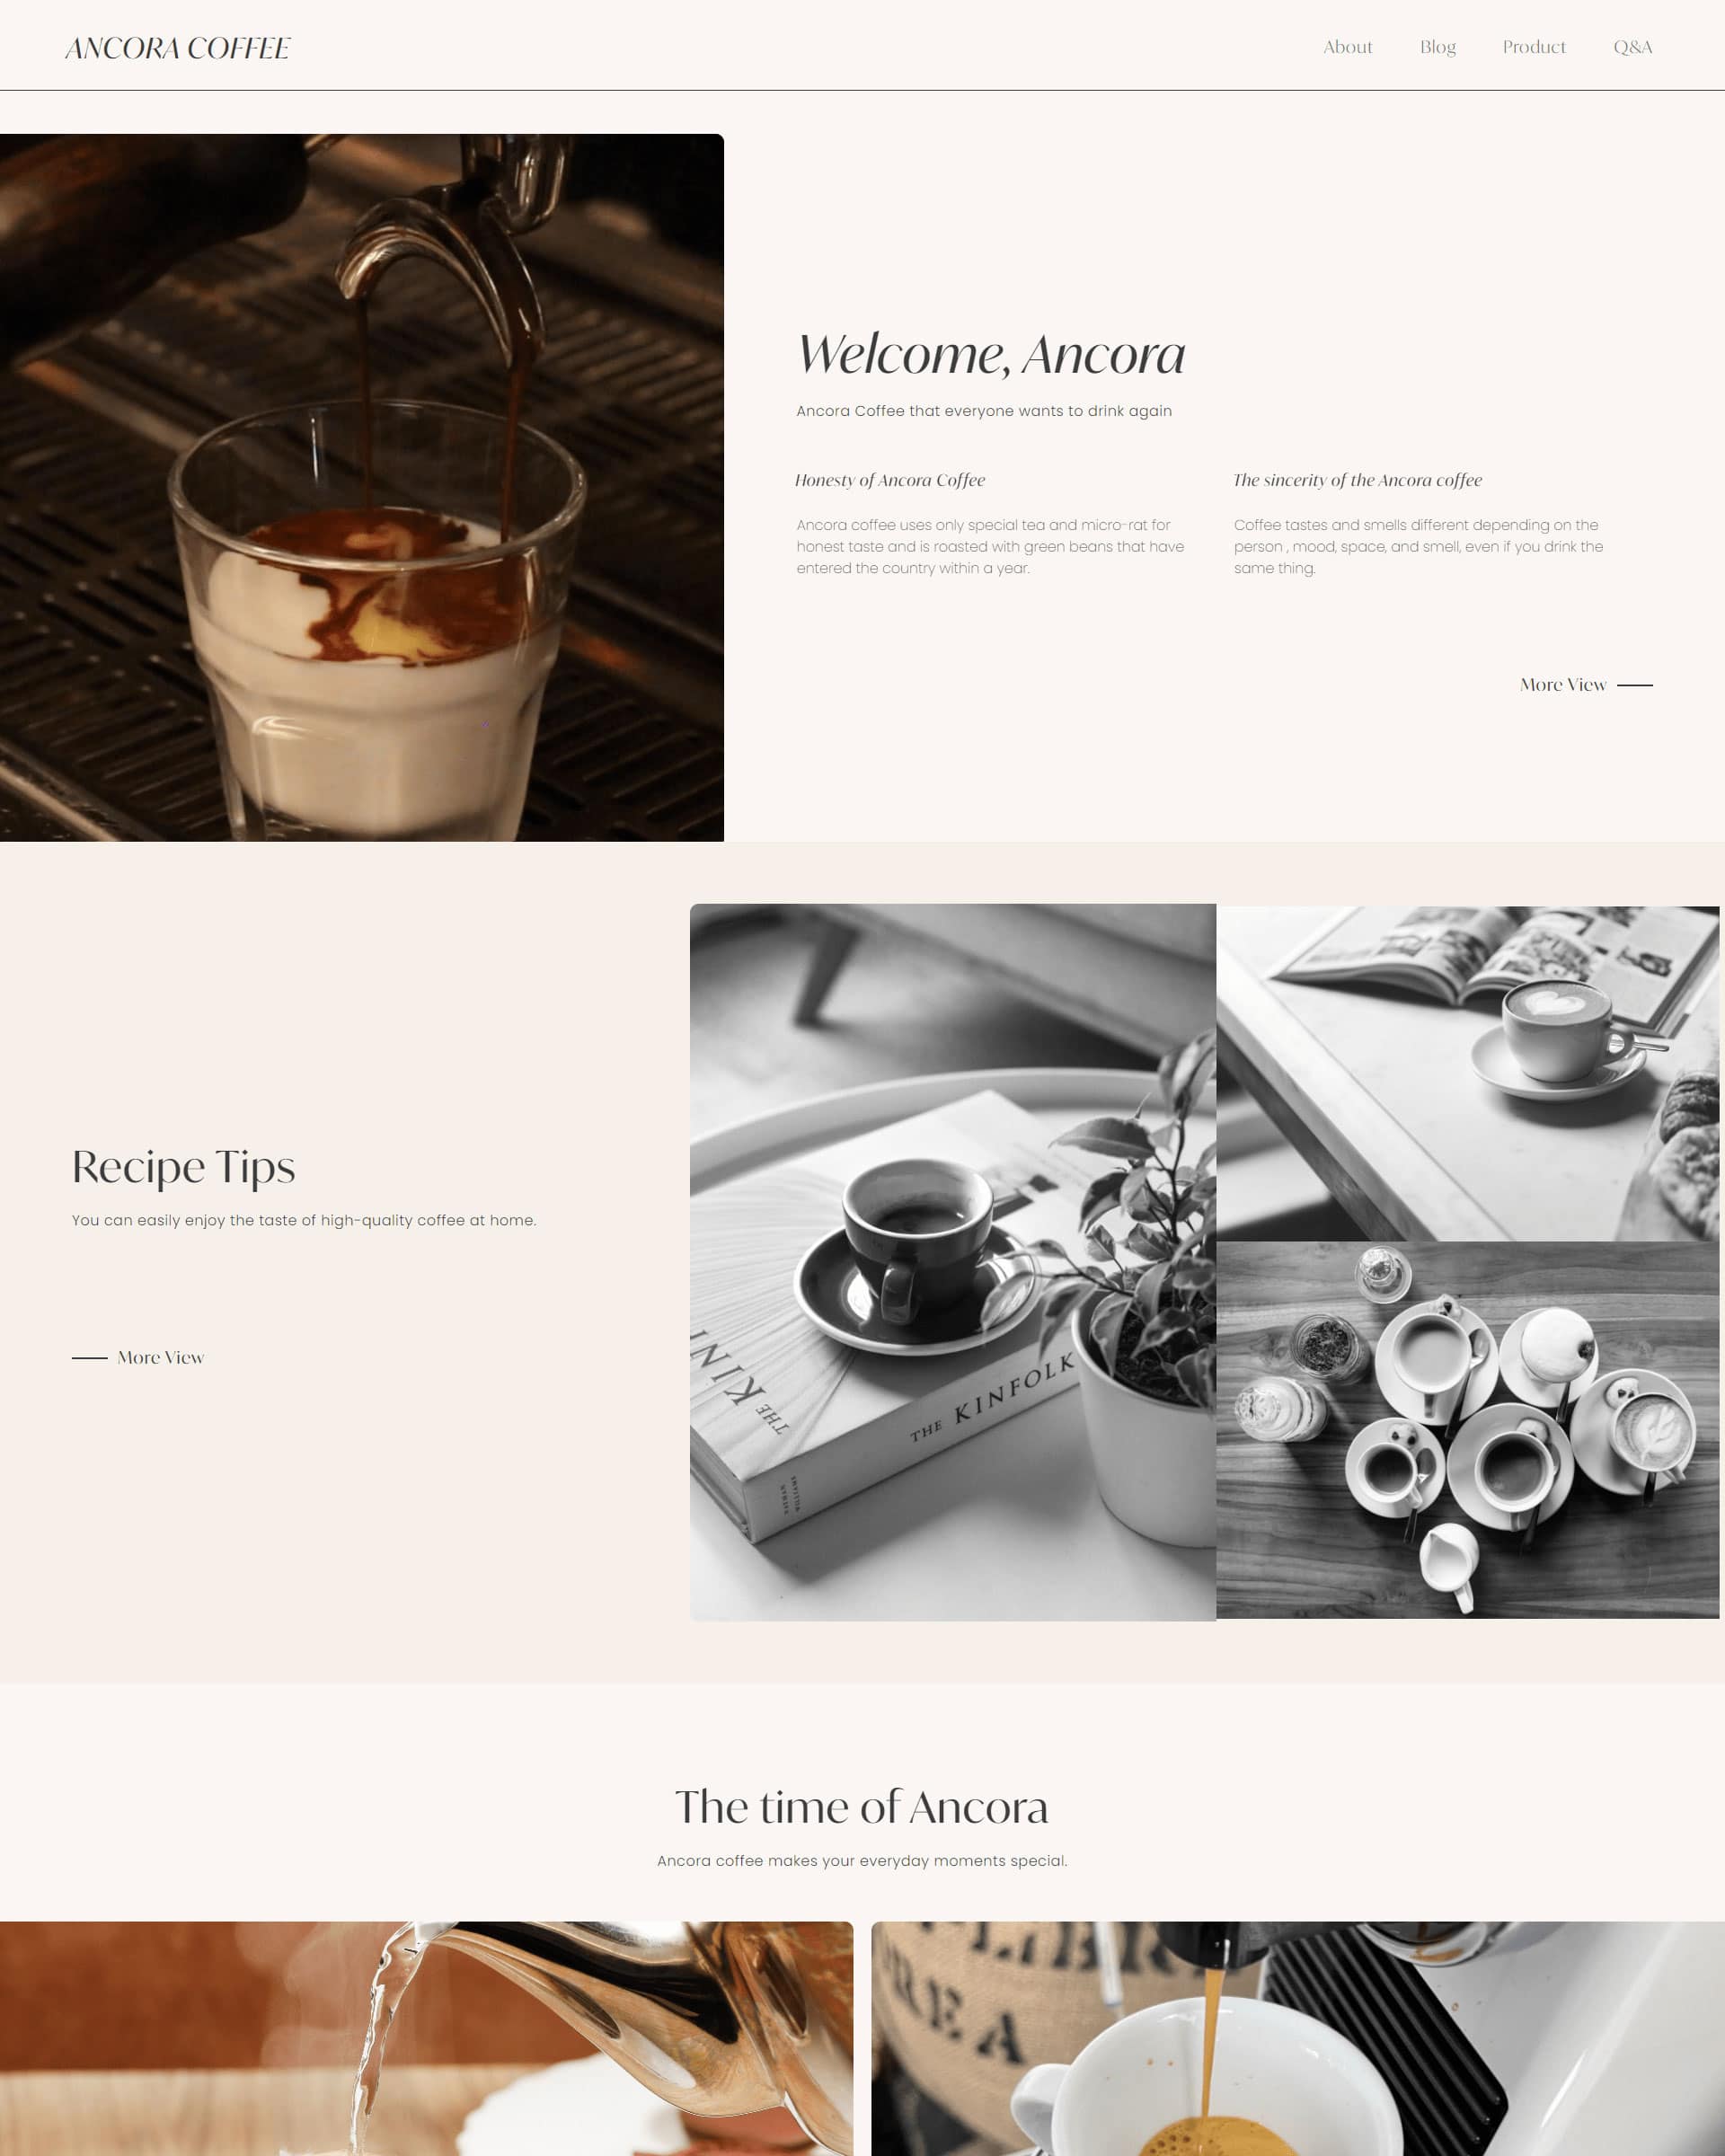 ANCORA COFFEE
About
Blog
Product
Q&A
Welcome, Ancora
Ancora Coffee that everyone wants to drink again
Honesty of Ancora Coffee
Ancora coffee uses only special tea and micro-rat for
honest taste and is roasted with green beans that have
entered the country within a year.
The sincerity of the Ancora coffee
Coffee tastes and smells different depending on the
person , mood, space, and smell, even if you drink the
same thing.
More View
Recipe Tips
You can easily enjoy the taste of high-quality coffee at home.
More View
THE KIN
THE KINFOLK
The time of Ancora
Ancora coffee makes your everyday moments special.